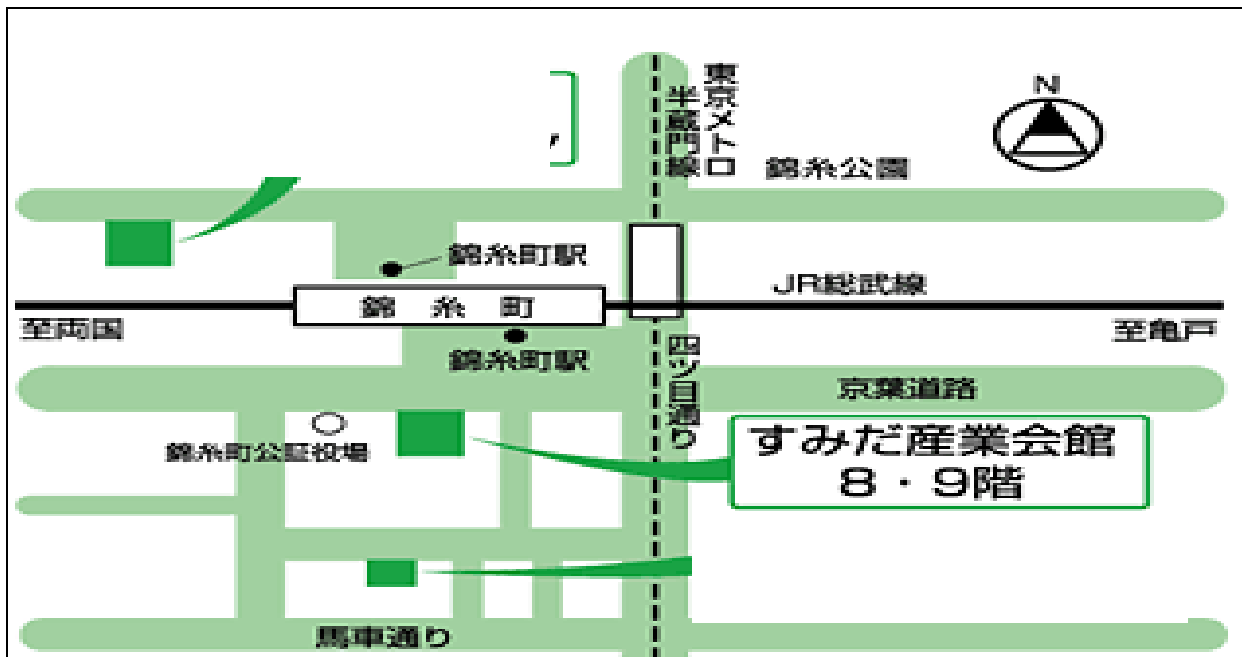 東京メトロ
半蔵門線
N
錦糸公園
錦糸町駅
JR総武線
錦糸町
至両国
至亀戸
錦糸町駅
四ツ目通り
京葉道路
錦糸町公証役場
すみだ産業会館
8・9階
馬車通り